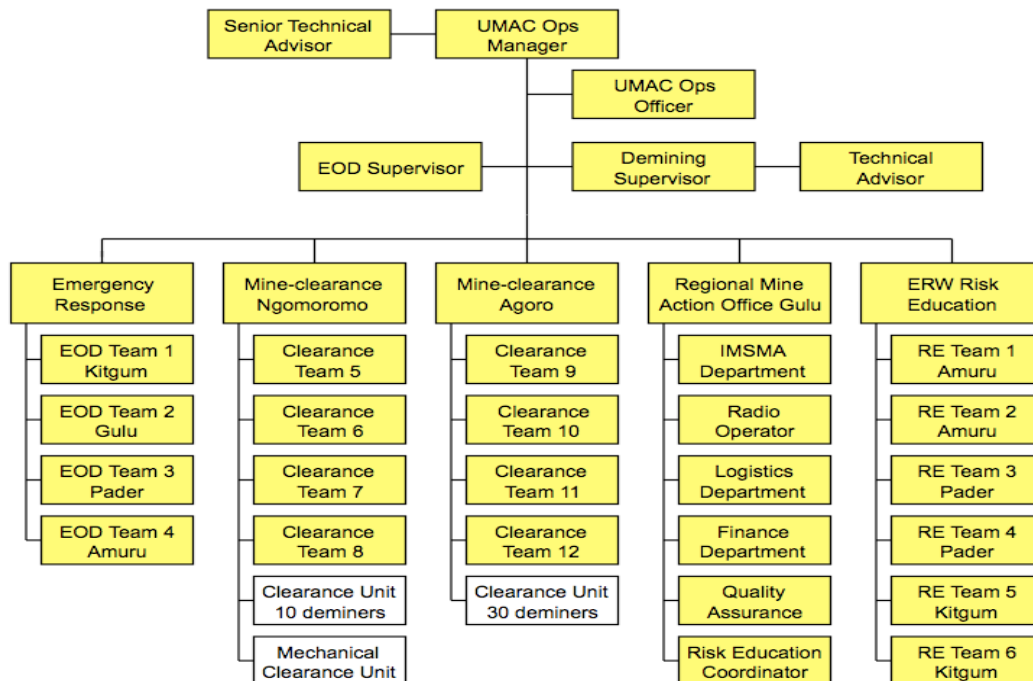 Senior Technical
Advisor
UMAC Ops
Manager
UMAC Ops
Officer
EOD Supervisor
Demining
Supervisor
Technical
Advisor
Emergency
Response
EOD Team 1
Kitgum
EOD Team 2
Gulu
EOD Team 3
Pader
EOD Team 4
Amuru
Mine-clearance
Ngomoromo
Clearance
Team 5
Clearance
Team 6
Clearance
Team 7
Clearance
Team 8
Clearance Unit
10 deminers
Mechanical
Clearance Unit
Mine-clearance
Agoro
Clearance
Team 9
Clearance
Team 10
Clearance
Team 11
Clearance
Team 12
Clearance Unit
30 deminers
Regional Mine
Action Office Gulu
IMSMA
Department
Radio
Operator
Logistics
Department
Finance
Department
Quality
Assurance
Risk Education
Coordinator
ERW Risk
Education
RE Team 1
Amuru
RE Team 2
Amuru
RE Team 3
Pader
RE Team 4
Pader
RE Team 5
Kitgum
RE Team 6
Kitgum